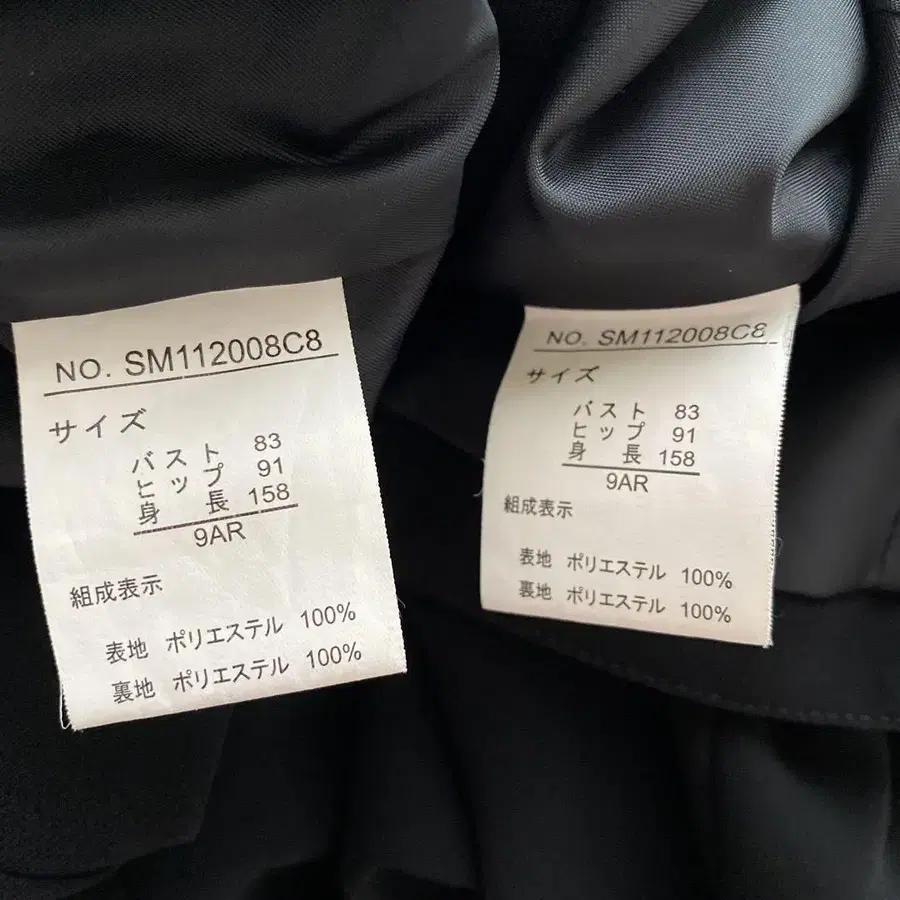 NO. SM112008C8
サイズ
バスト 83
ヒップ 91
身長 158
9AR
組成表示
表地 ポリエステル 100%
裏地 ポリエステル 100%
NO. SM112008C8
サイズ
バスト 83
ヒップ 91
身長 158
9AR
組成表示
表地 ポリエステル 100%
裏地 ポリエステル 100%